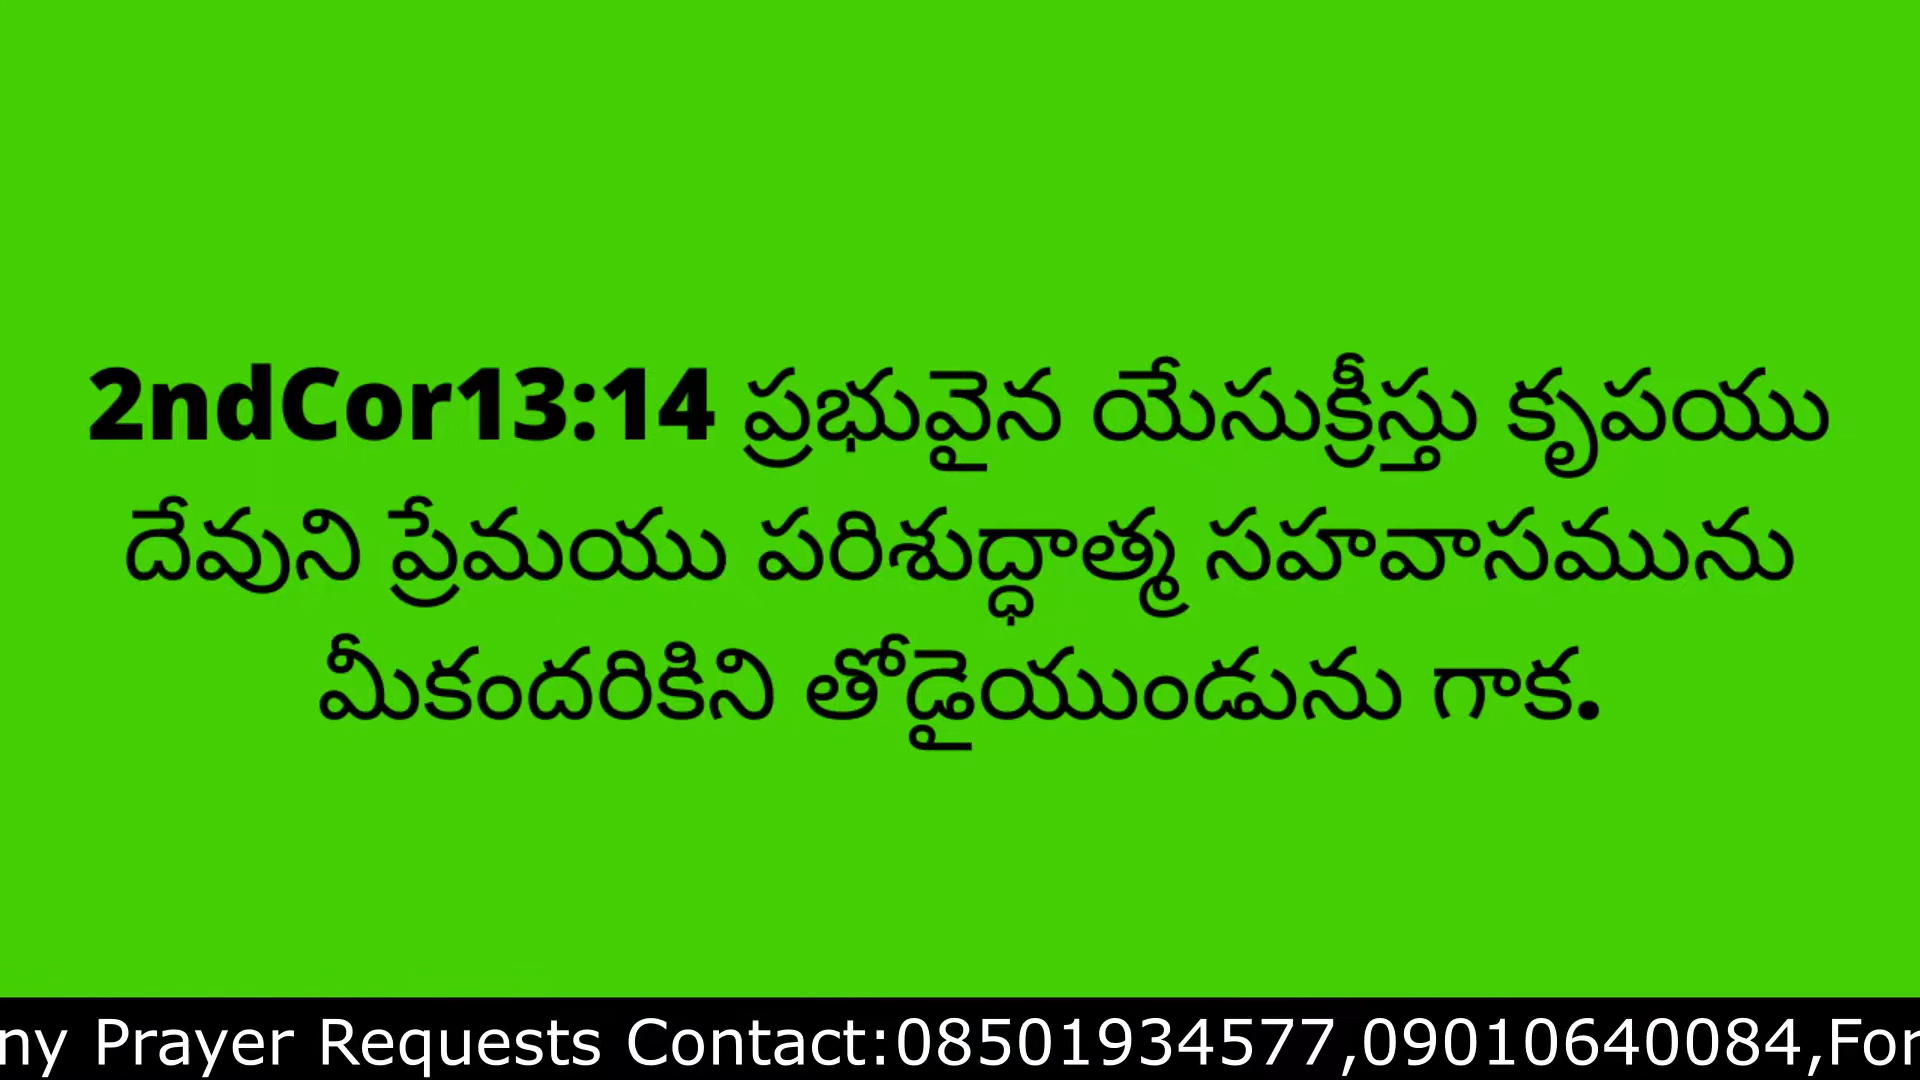 2ndCor13:14 ప్రభువైన యేసుక్రీస్తు కృపయు
దేవుని ప్రేమయు పరిశుద్ధాత్మ సహవాసమును
మీకందరికిని తోడైయుండును గాక.
ny Prayer Requests Contact:08501934577,09010640084,For